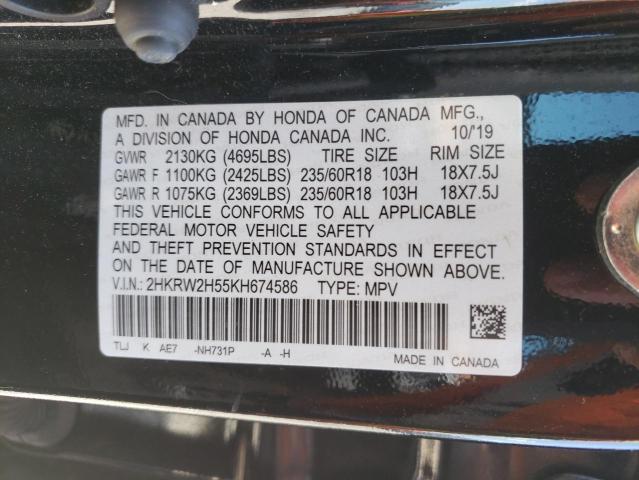 MFD. IN CANADA BY HONDA OF CANADA MFG.,
A DIVISION OF HONDA CANADA INC. 10/'19
GVWR 2130KG (4695LBS) TIRE SIZE RIM SIZE
GAWR F 1100KG (2425LBS) 235/60R18 103H 18X7.5J
GAWR R 1075KG (2369LBS) 235/60R18 103H 18X7.5J
THIS VEHICLE CONFORMS TO ALL APPLICABLE
FEDERAL MOTOR VEHICLE SAFETY
AND THEFT PREVENTION STANDARDS IN EFFECT
ON THE DATE OF MANUFACTURE SHOWN ABOVE.
V.I.N.: 2HKRW2H55KH674586 TYPE: MPV
TLJ K AE7 -NH731P -A -H
MADE IN CANADA